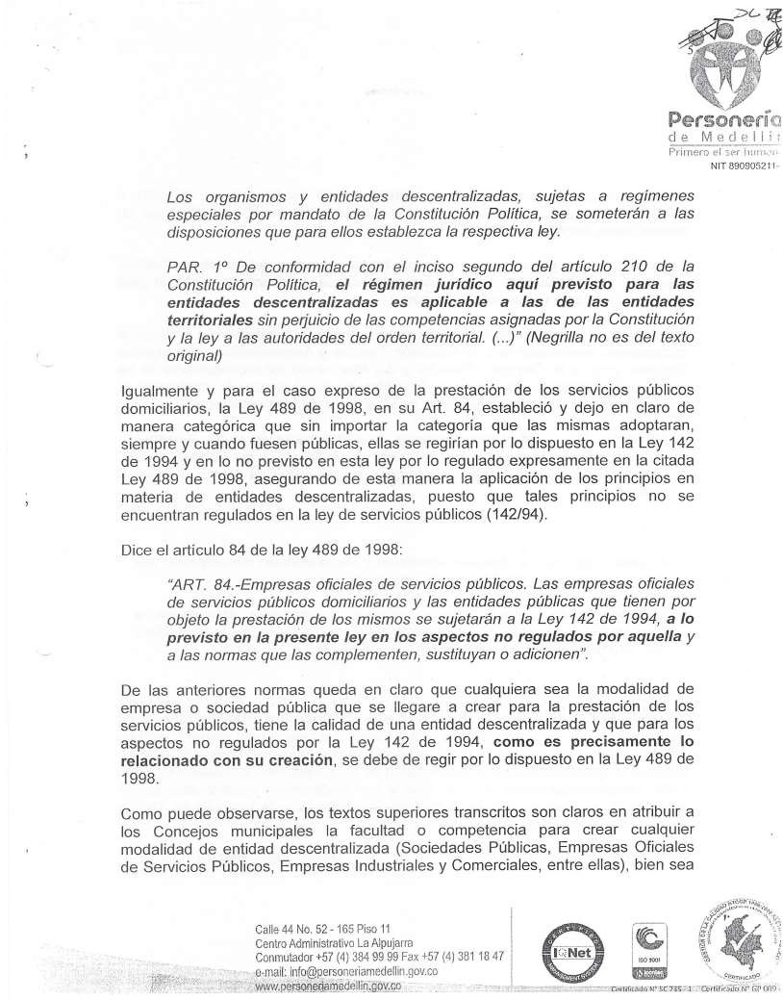 Personería
de Medellín
Primero el ser humano
NIT 890905211-
Los organismos y entidades descentralizadas, sujetas a regímenes
especiales por mandato de la Constitución Política, se someterán a las
disposiciones que para ellos establezca la respectiva ley.
PAR. 1º De conformidad con el inciso segundo del artículo 210 de la
Constitución Política, el régimen jurídico aquí previsto para las
entidades descentralizadas es aplicable a las de las entidades
territoriales sin perjuicio de las competencias asignadas por la Constitución
y la ley a las autoridades del orden territorial. (...)” (Negrilla no es del texto
original)
Igualmente y para el caso expreso de la prestación de los servicios públicos
domiciliarios, la Ley 489 de 1998, en su Art. 84, estableció y dejo en claro de
manera categórica que sin importar la categoría que las mismas adoptaran,
siempre y cuando fuesen públicas, ellas se regirían por lo dispuesto en la Ley 142
de 1994 y en lo no previsto en esta ley por lo regulado expresamente en la citada
Ley 489 de 1998, asegurando de esta manera la aplicación de los principios en
materia de entidades descentralizadas, puesto que tales principios no se
encuentran regulados en la ley de servicios públicos (142/94).
Dice el artículo 84 de la ley 489 de 1998:
“ART. 84.-Empresas oficiales de servicios públicos. Las empresas oficiales
de servicios públicos domiciliarios y las entidades públicas que tienen por
objeto la prestación de los mismos se sujetarán a la Ley 142 de 1994, a lo
previsto en la presente ley en los aspectos no regulados por aquella y
a las normas que las complementen, sustituyan o adicionen”.
De las anteriores normas queda en claro que cualquiera sea la modalidad de
empresa o sociedad pública que se llegare a crear para la prestación de los
servicios públicos, tiene la calidad de una entidad descentralizada y que para los
aspectos no regulados por la Ley 142 de 1994, como es precisamente lo
relacionado con su creación, se debe de regir por lo dispuesto en la Ley 489 de
1998.
Como puede observarse, los textos superiores transcritos son claros en atribuir a
los Concejos municipales la facultad o competencia para crear cualquier
modalidad de entidad descentralizada (Sociedades Públicas, Empresas Oficiales
de Servicios Públicos, Empresas Industriales y Comerciales, entre ellas), bien sea
Calle 44 No. 52 - 165 Piso 11
Centro Administrativo La Alpujarra
Conmutador +57 (4) 384 99 99 Fax +57 (4) 381 18 47
e-mail: info@personeriamedellin.gov.co
www.personeriamedellin.gov.co
CERTIFIED
IQNet
MANAGEMENT SYSTEM
ISO 9001
icontec
CERTIFICADO
Certificado Nº SC 735 - 1
Certificado Nº GP 009 -